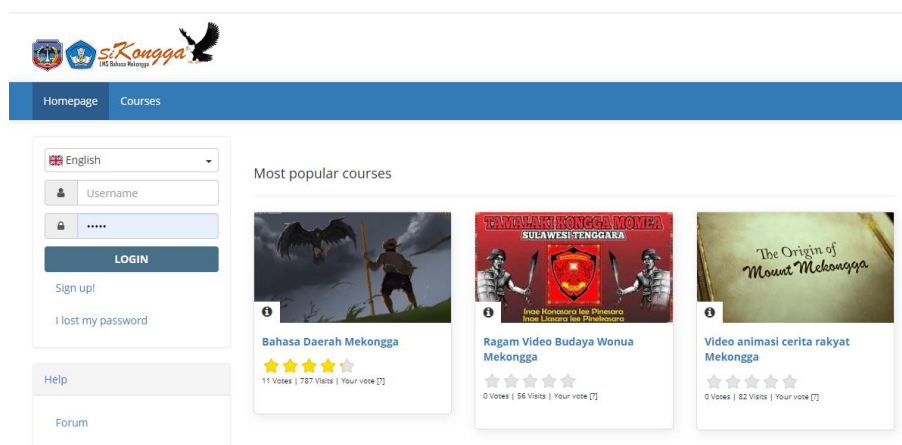 siKongga
LMS Bahasa Mekongga
Homepage
Courses
English
Username
•••••
LOGIN
Sign up!
I lost my password
Help
Forum
Most popular courses
Bahasa Daerah Mekongga
11 Votes | 787 Visits | Your vote [?]
TAMALAKI KONGGA MOMEA
SULAWESI TENGGARA
Inae Konasara Iee Pinesara
Inae Liasara Iee Pinekasara
Ragam Video Budaya Wonua
Mekongga
0 Votes | 56 Visits | Your vote [?]
The Origin of
Mount Mekongga
Video animasi cerita rakyat
Mekongga
0 Votes | 82 Visits | Your vote [?]